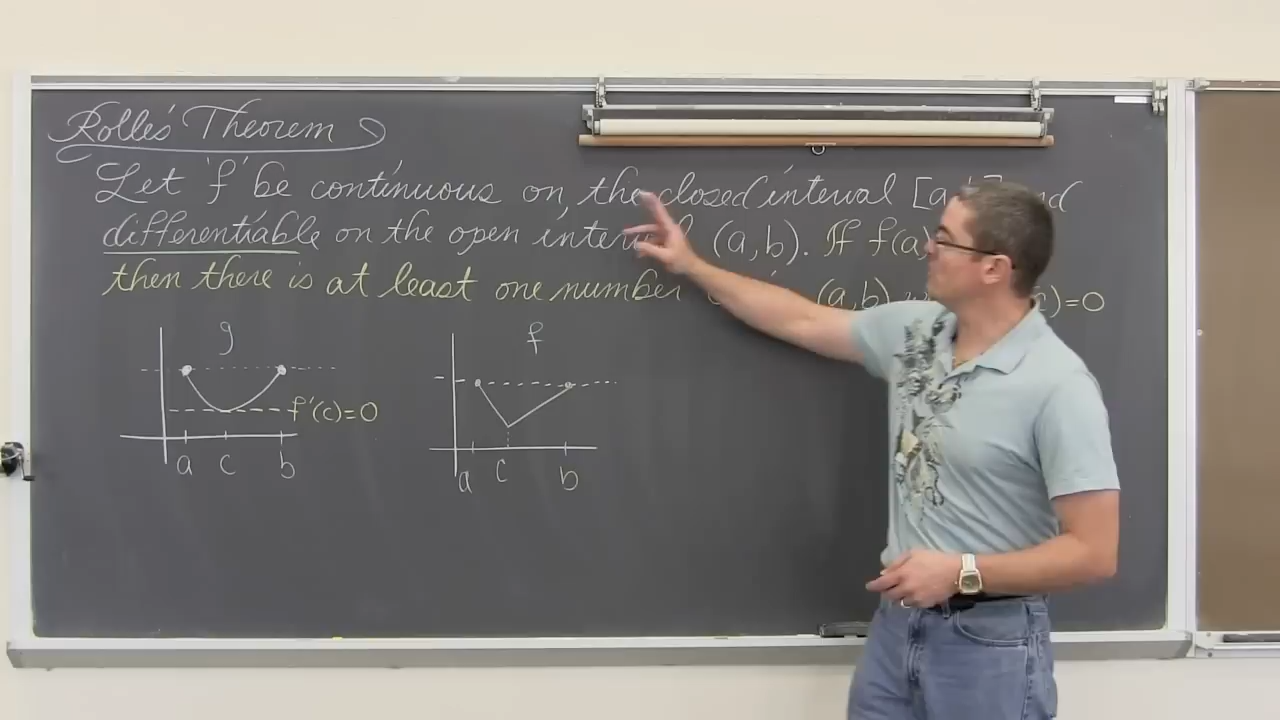 Rolle's Theorem
Let 'f' be continuous on the closed interval [a
differentiable on the open interval (a,b). If f(a)
then there is at least one number (a,b) )=0
g
f
f'(c)=0
a c b
a c b